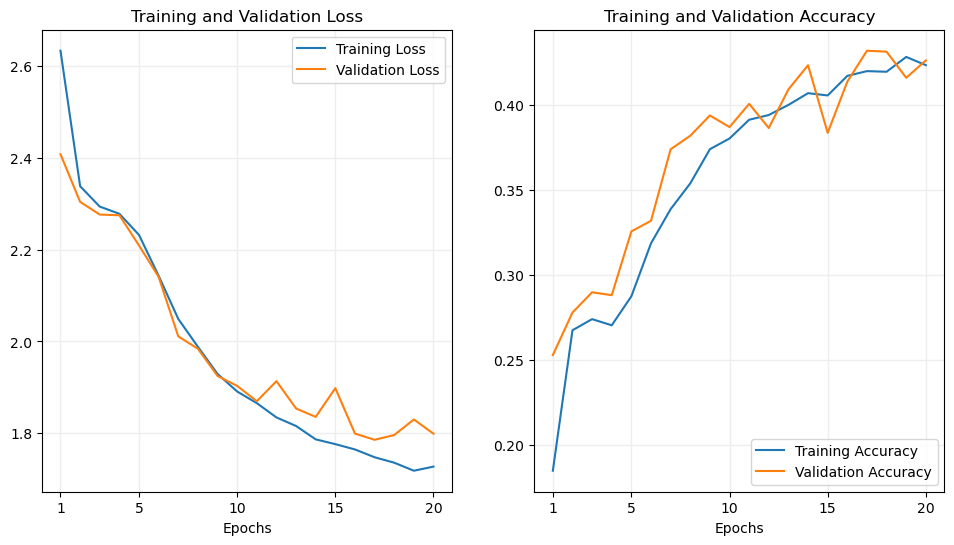 Training and Validation Loss
Training Loss
Validation Loss
2.6
2.4
2.2
2.0
1.8
1
5
10
15
20
Epochs
Training and Validation Accuracy
0.40
0.35
0.30
0.25
0.20
Training Accuracy
Validation Accuracy
1
5
10
15
20
Epochs